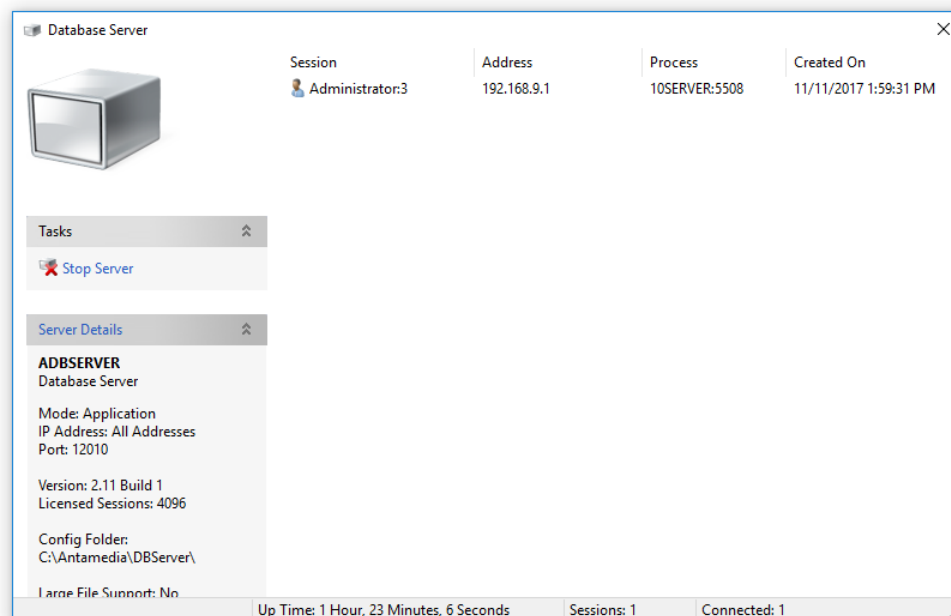 Database Server
Session Address Process Created On
Administrator:3 192.168.9.1 10SERVER:5508 11/11/2017 1:59:31 PM
Tasks
Stop Server
Server Details
ADBSERVER
Database Server
Mode: Application
IP Address: All Addresses
Port: 12010
Version: 2.11 Build 1
Licensed Sessions: 4096
Config Folder:
C:\Antamedia\DBServer\
Large File Support: No
Up Time: 1 Hour, 23 Minutes, 6 Seconds Sessions: 1 Connected: 1